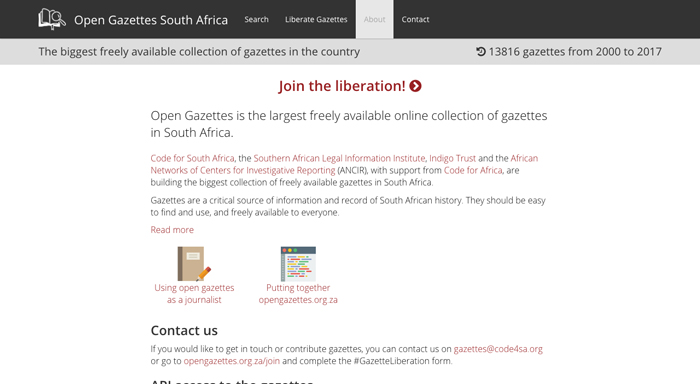 Open Gazettes South Africa Search Liberate Gazettes About Contact
The biggest freely available collection of gazettes in the country 13816 gazettes from 2000 to 2017
Join the liberation!
Open Gazettes is the largest freely available online collection of gazettes
in South Africa.
Code for South Africa, the Southern African Legal Information Institute, Indigo Trust and the African
Networks of Centers for Investigative Reporting (ANCIR), with support from Code for Africa, are
building the biggest collection of freely available gazettes in South Africa.
Gazettes are a critical source of information and record of South African history. They should be easy
to find and use, and freely available to everyone.
Read more
Using open gazettes
as a journalist
Putting together
opengazettes.org.za
Contact us
If you would like to get in touch or contribute gazettes, you can contact us on gazettes@code4sa.org
or go to opengazettes.org.za/join and complete the #GazetteLiberation form.
API access to the gazettes